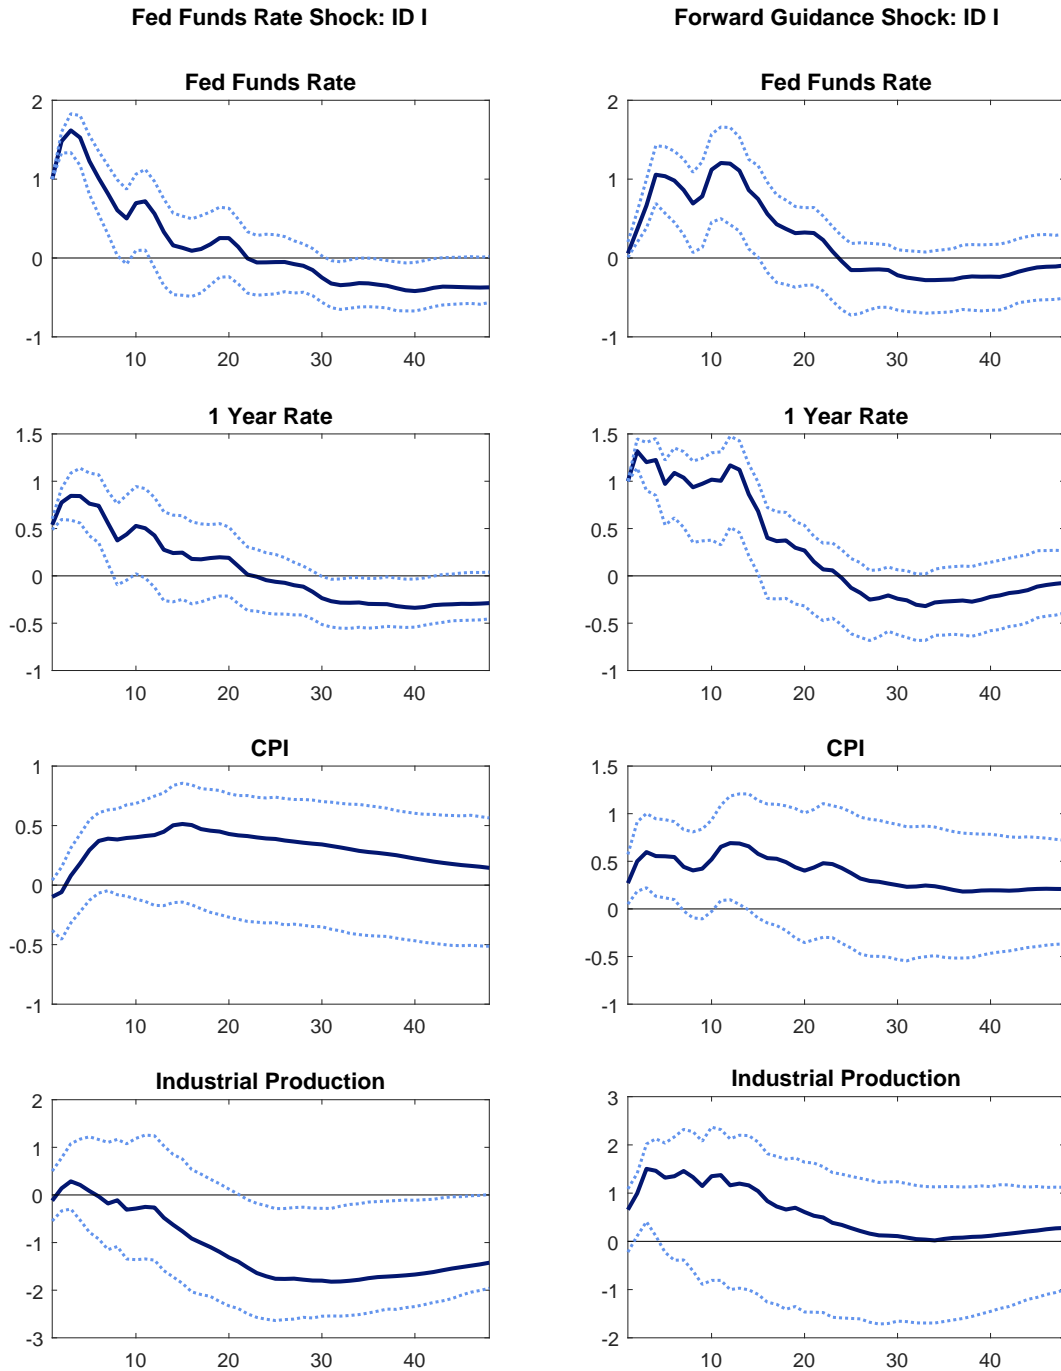 Fed Funds Rate Shock: ID I
Forward Guidance Shock: ID I
Fed Funds Rate
2
1
0
-1
10 20 30 40
Fed Funds Rate
2
1
0
-1
10 20 30 40
1 Year Rate
1.5
1
0.5
0
-0.5
-1
10 20 30 40
1 Year Rate
1.5
1
0.5
0
-0.5
-1
10 20 30 40
CPI
1
0.5
0
-0.5
-1
10 20 30 40
CPI
1.5
1
0.5
0
-0.5
-1
10 20 30 40
Industrial Production
2
1
0
-1
-2
-3
10 20 30 40
Industrial Production
3
2
1
0
-1
-2
10 20 30 40